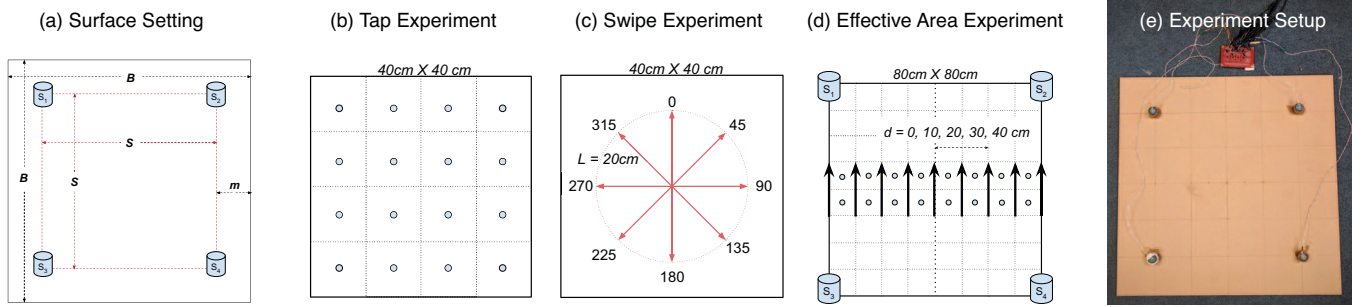 (a) Surface Setting
(b) Tap Experiment
(c) Swipe Experiment
(d) Effective Area Experiment
(e) Experiment Setup
B
S1
S2
S
S
B
m
S3
S4
40cm X 40 cm
40cm X 40 cm
0
315
45
L = 20cm
270
90
225
135
180
80cm X 80cm
S1
S2
d = 0, 10, 20, 30, 40 cm
S3
S4